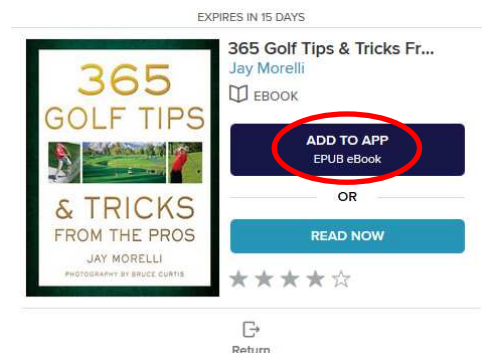 EXPIRES IN 15 DAYS
365 Golf Tips & Tricks Fr...
Jay Morelli
EBOOK
ADD TO APP
EPUB eBook
OR
READ NOW
Return
365
GOLF TIPS
& TRICKS
FROM THE PROS
JAY MORELLI
PHOTOGRAPHY BY BRUCE CURTIS